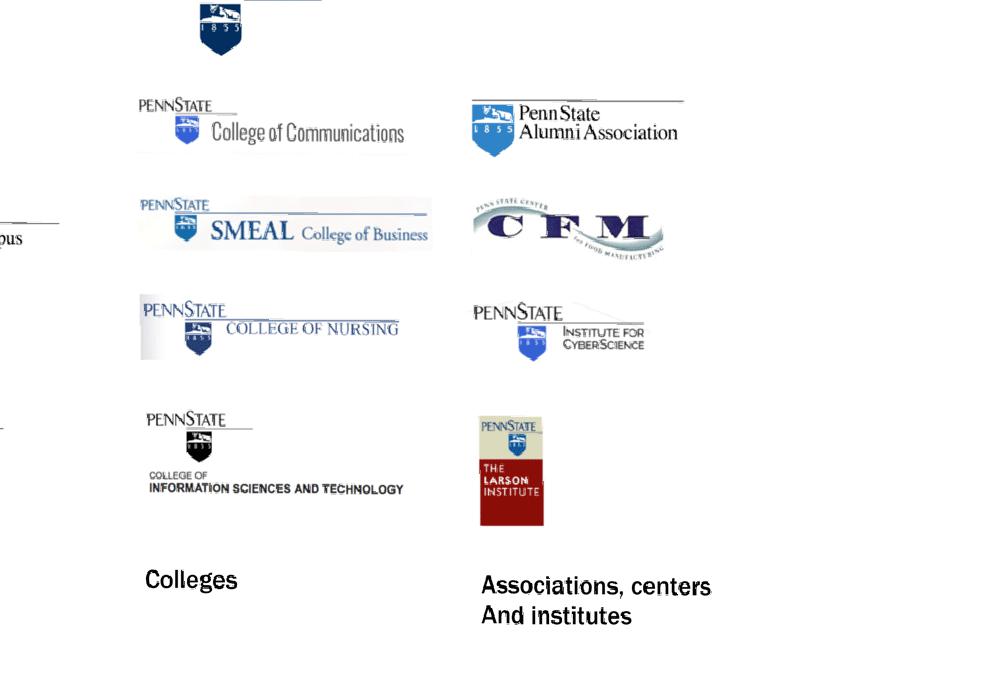 1855
PENNSTATE
1855
College of Communications
PENNSTATE
1855
SMEAL College of Business
PENNSTATE
1855
COLLEGE OF NURSING
PENNSTATE
1855
COLLEGE OF
INFORMATION SCIENCES AND TECHNOLOGY
Colleges
pus
Penn State
Alumni Association
1855
PENN STATE CENTER
CFM
for FOOD MANUFACTURING
PENNSTATE
1855
INSTITUTE FOR
CYBERSCIENCE
PENNSTATE
1855
THE
LARSON
INSTITUTE
Associations, centers
And institutes